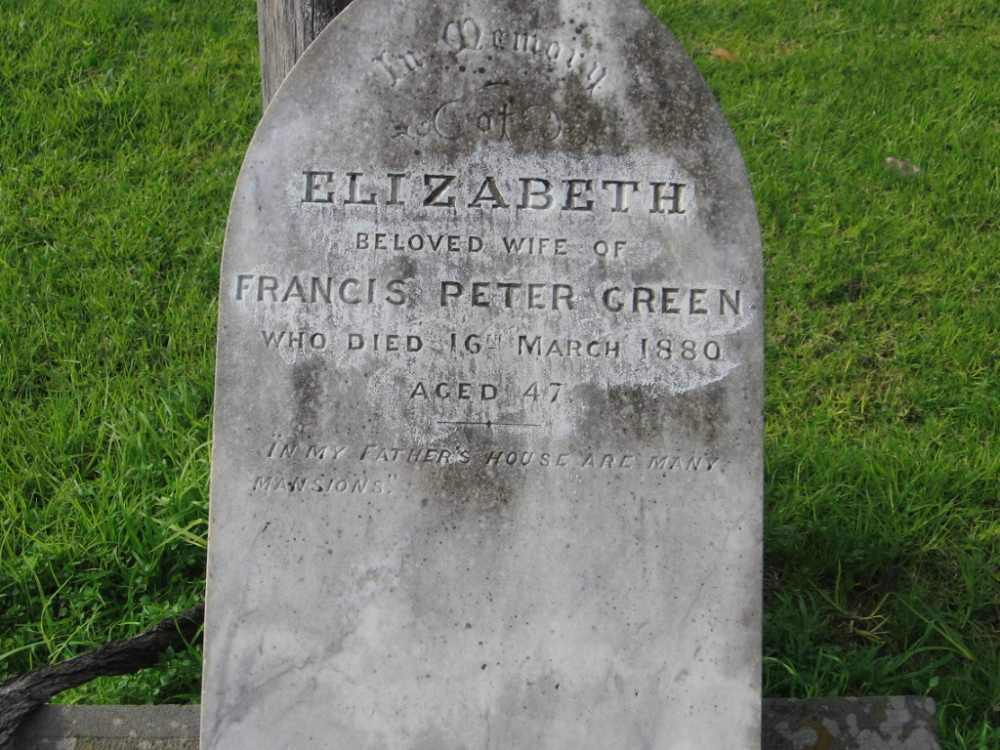 In Memory
of
ELIZABETH
BELOVED WIFE OF
FRANCIS PETER GREEN
WHO DIED 16TH MARCH 1880
AGED 47.
"IN MY FATHER'S HOUSE ARE MANY
MANSIONS."